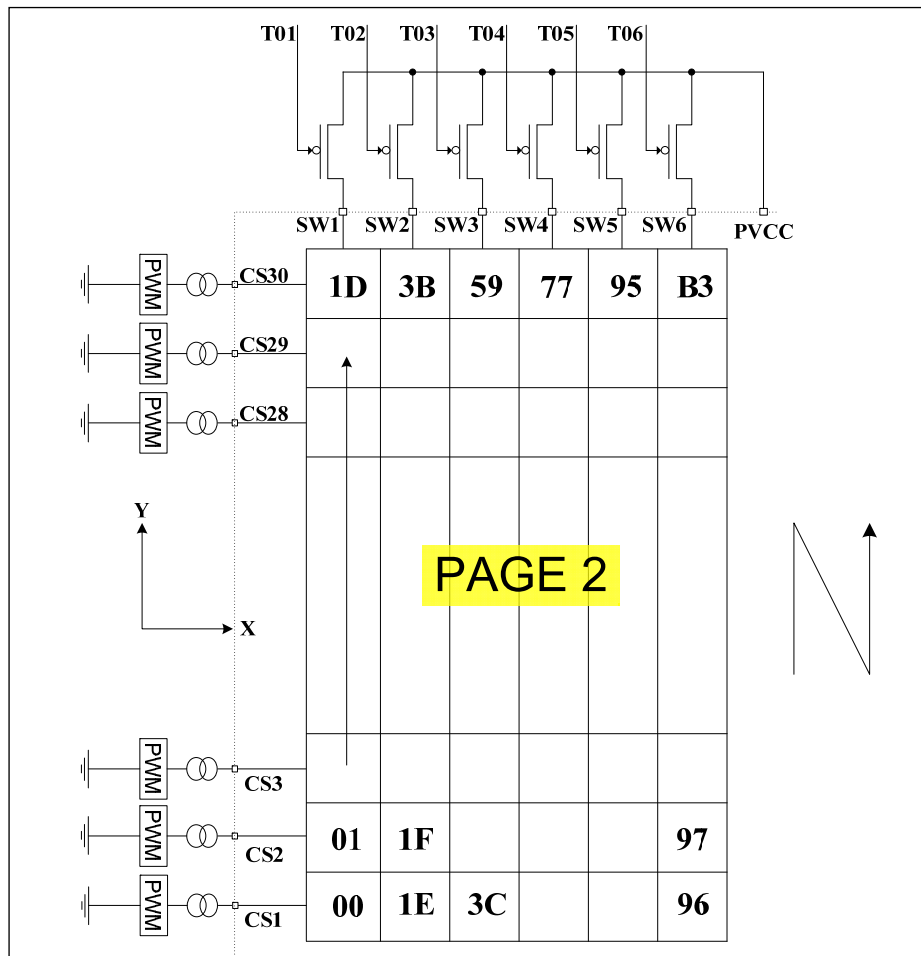 T01 T02 T03 T04 T05 T06
SW1 SW2 SW3 SW4 SW5 SW6 PVCC
PWM CS30 1D 3B 59 77 95 B3
PWM CS29
PWM CS28
Y
PAGE 2
X
PWM CS3
PWM CS2 01 1F 97
PWM CS1 00 1E 3C 96